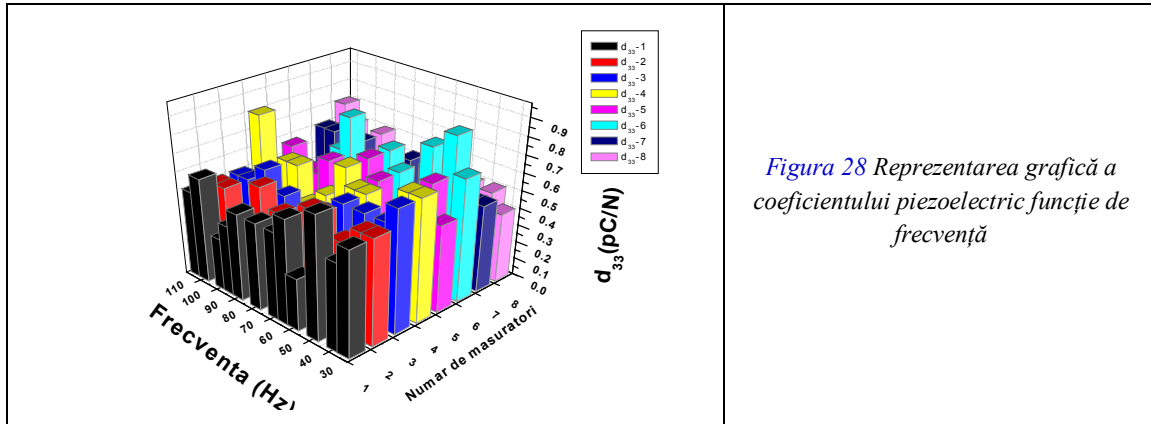 d33-1
d33-2
d33-3
d33-4
d33-5
d33-6
d33-7
d33-8
0.9
0.8
0.7
0.6
0.5
0.4
0.3
0.2
0.1
0.0
d33(pC/N)
110
100
90
80
70
60
50
40
30
Frecventa (Hz)
1
2
3
4
5
6
7
8
Numar de masuratori
Figura 28 Reprezentarea grafică a
coeficientului piezoelectric funcție de
frecvență